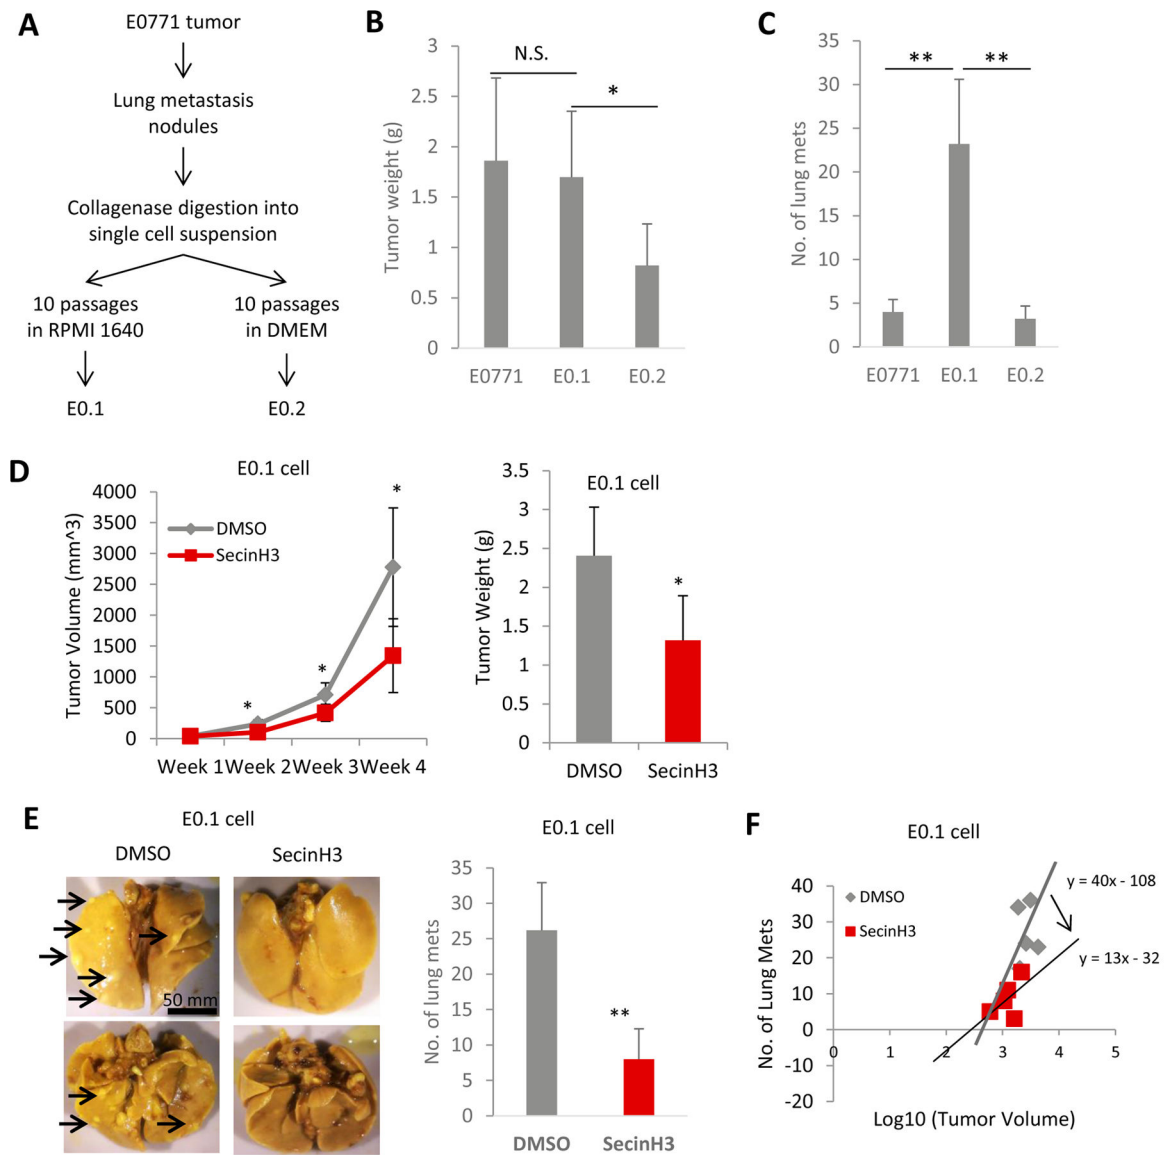 A
E0771 tumor
Lung metastasis
nodules
Collagenase digestion into
single cell suspension
10 passages
in RPMI 1640
10 passages
in DMEM
E0.1
E0.2
B
Tumor weight (g)
3
2.5
2
1.5
1
0.5
0
N.S.
*
E0771
E0.1
E0.2
C
No. of lung mets
35
30
25
20
15
10
5
0
**
**
E0771
E0.1
E0.2
D
E0.1 cell
Tumor Volume (mm^3)
4000
3500
3000
2500
2000
1500
1000
500
0
DMSO
SecinH3
*
*
*
Week 1
Week 2
Week 3
Week 4
E0.1 cell
Tumor Weight (g)
3.5
3
2.5
2
1.5
1
0.5
0
*
DMSO
SecinH3
E
E0.1 cell
DMSO
SecinH3
50 mm
E0.1 cell
No. of lung mets
35
30
25
20
15
10
5
0
**
DMSO
SecinH3
F
E0.1 cell
No. of Lung Mets
40
30
20
10
0
-10
-20
DMSO
SecinH3
y = 40x - 108
y = 13x - 32
0
1
2
3
4
5
Log10 (Tumor Volume)